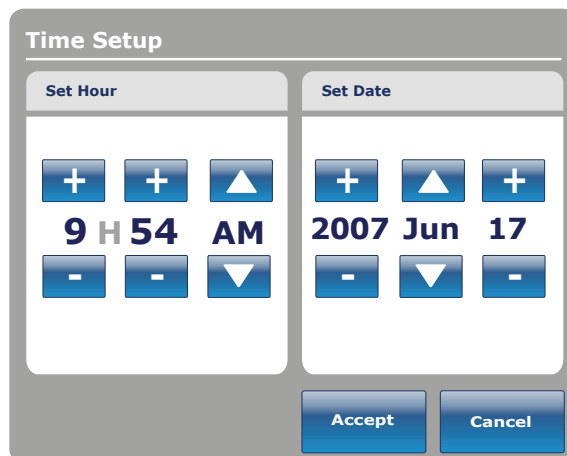 Time Setup
Set Hour
Set Date
+ + +  +
9 H 54 AM
2007 Jun 17
- - - -
Accept
Cancel